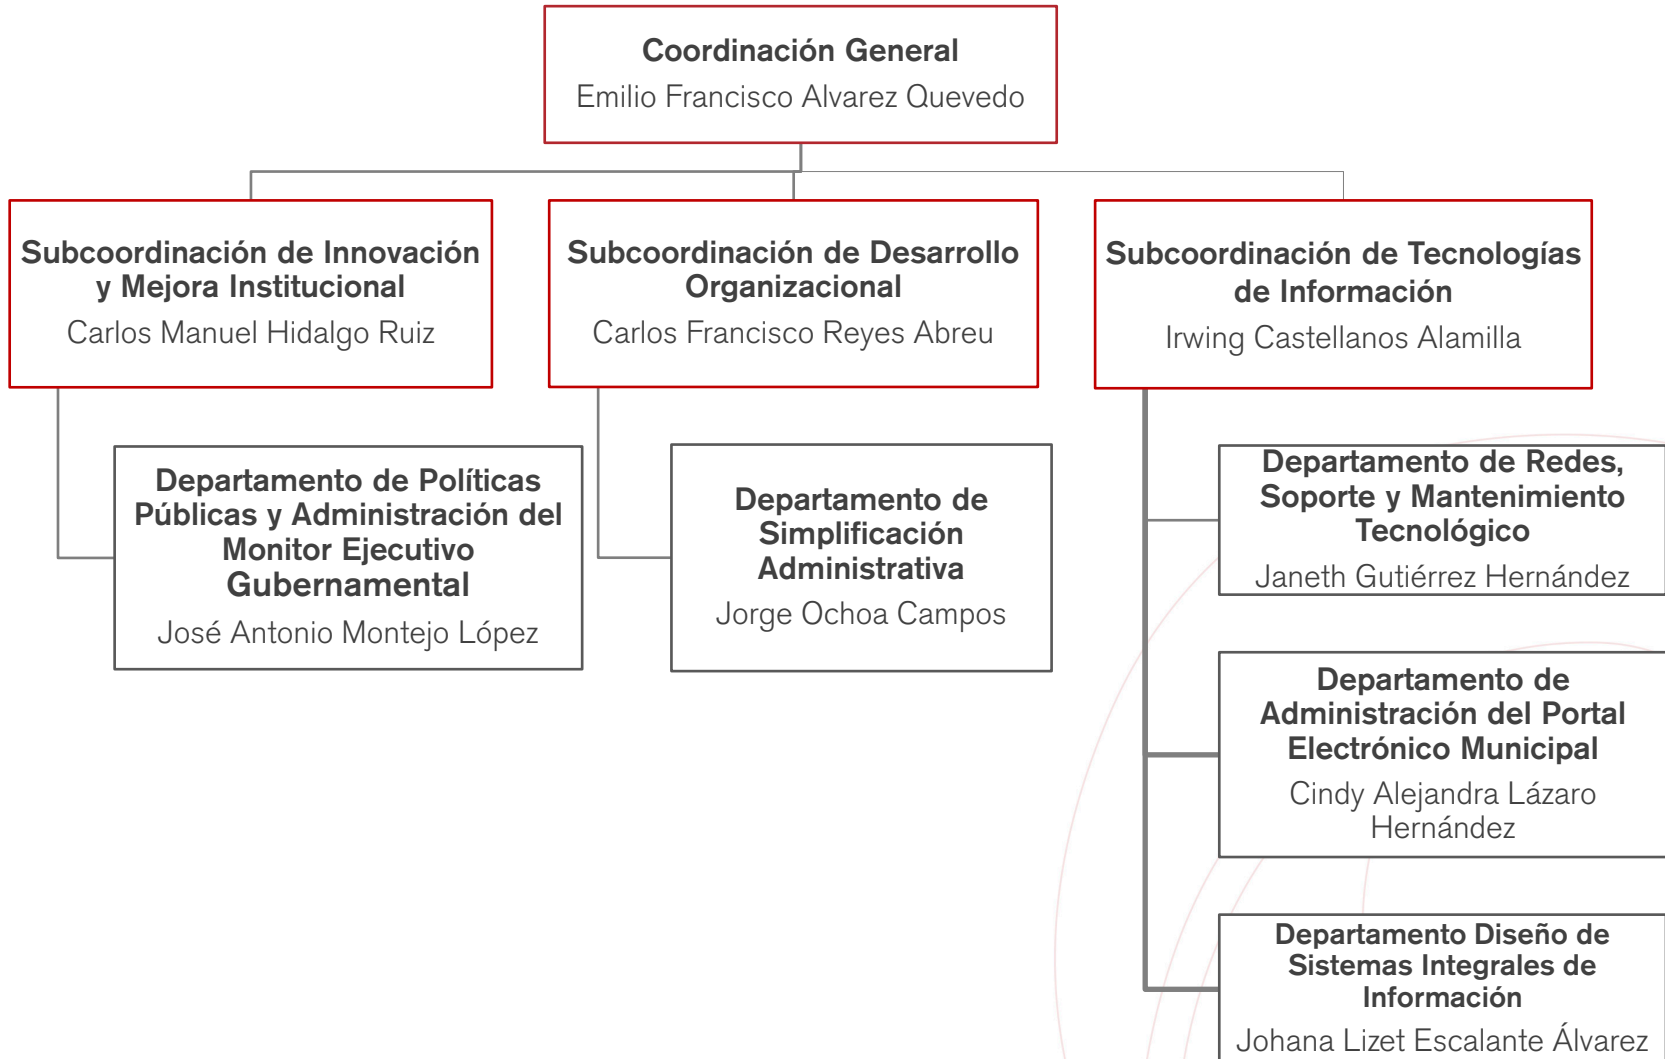 Coordinación General
Emilio Francisco Alvarez Quevedo
Subcoordinación de Innovación
y Mejora Institucional
Carlos Manuel Hidalgo Ruiz
Subcoordinación de Desarrollo
Organizacional
Carlos Francisco Reyes Abreu
Subcoordinación de Tecnologías
de Información
Irwing Castellanos Alamilla
Departamento de Políticas
Públicas y Administración del
Monitor Ejecutivo
Gubernamental
José Antonio Montejo López
Departamento de
Simplificación
Administrativa
Jorge Ochoa Campos
Departamento de Redes,
Soporte y Mantenimiento
Tecnológico
Janeth Gutiérrez Hernández
Departamento de
Administración del Portal
Electrónico Municipal
Cindy Alejandra Lázaro
Hernández
Departamento Diseño de
Sistemas Integrales de
Información
Johana Lizet Escalante Álvarez